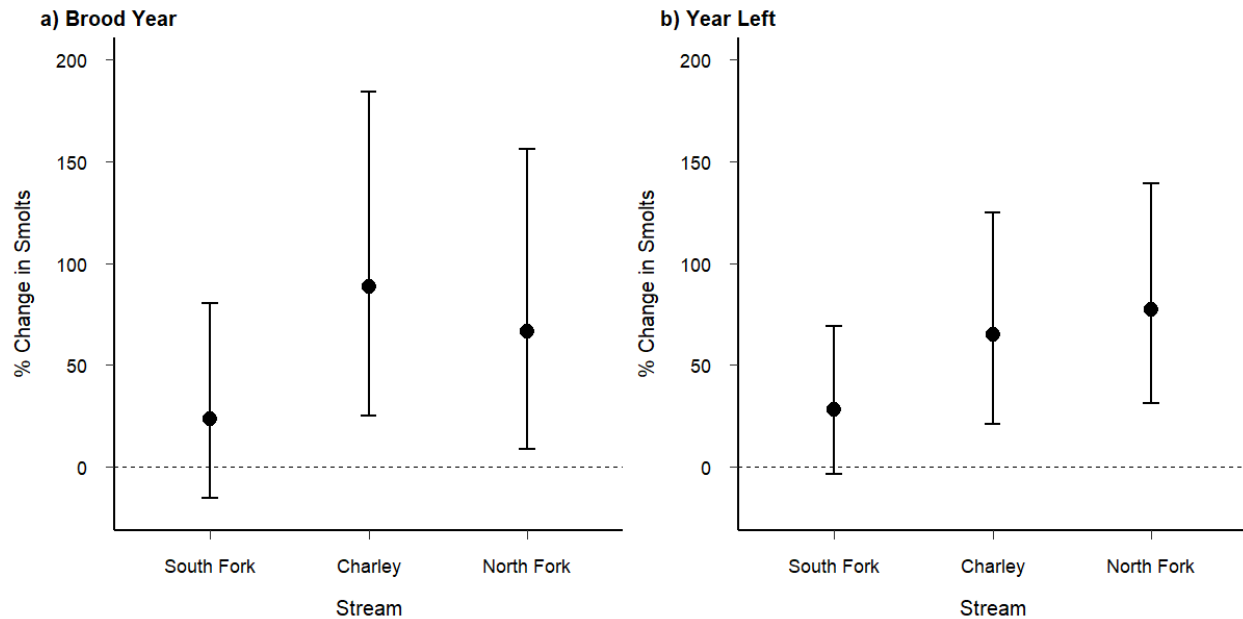 a) Brood Year
% Change in Smolts
200
150
100
50
0
South Fork Charley North Fork
Stream
b) Year Left
% Change in Smolts
200
150
100
50
0
South Fork Charley North Fork
Stream